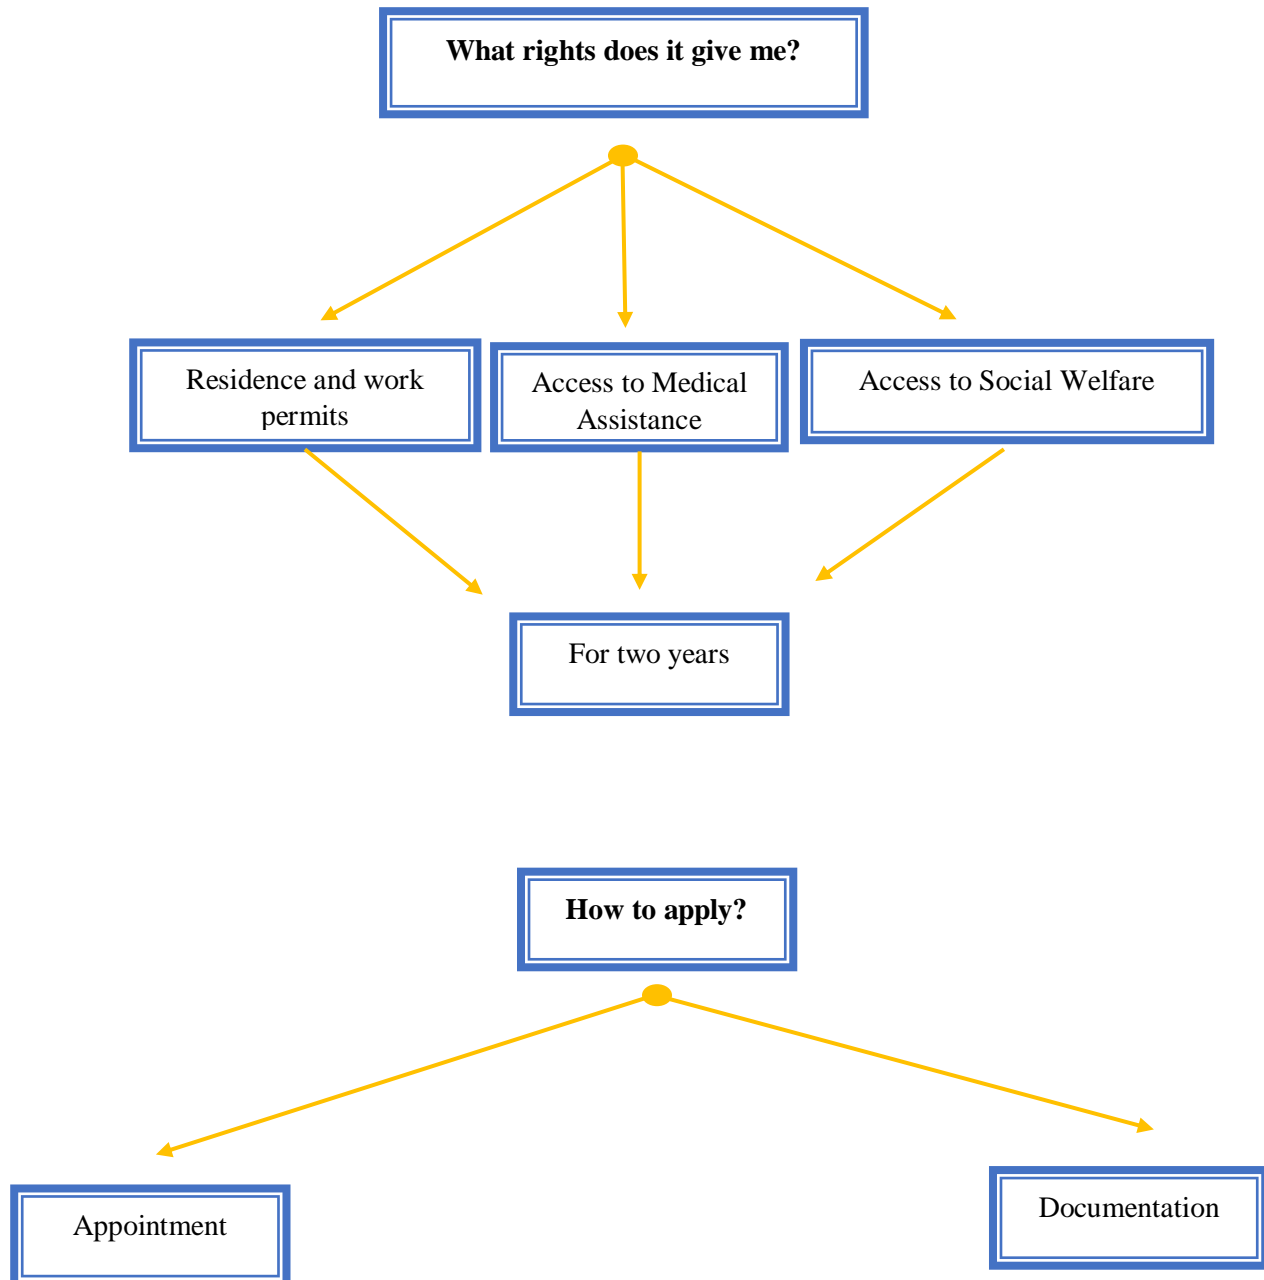 What rights does it give me?
Residence and work
permits
Access to Medical
Assistance
Access to Social Welfare
For two years
How to apply?
Appointment
Documentation